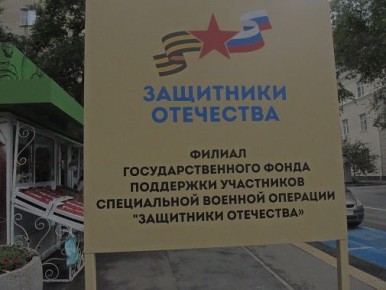 ЗАЩИТНИКИ
ОТЕЧЕСТВА
ФИЛИАЛ
ГОСУДАРСТВЕННОГО ФОНДА
ПОДДЕРЖКИ УЧАСТНИКОВ
СПЕЦИАЛЬНОЙ ВОЕННОЙ ОПЕРАЦИИ
"ЗАЩИТНИКИ ОТЕЧЕСТВА»